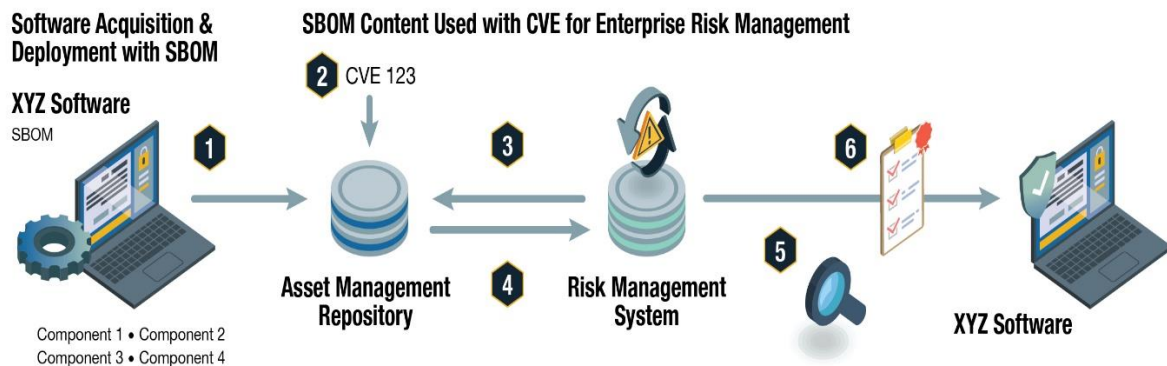 Software Acquisition &
Deployment with SBOM
SBOM Content Used with CVE for Enterprise Risk Management
XYZ Software
SBOM
1
2 CVE 123
3
4
5
6
Asset Management
Repository
Risk Management
System
XYZ Software
Component 1 • Component 2
Component 3 • Component 4